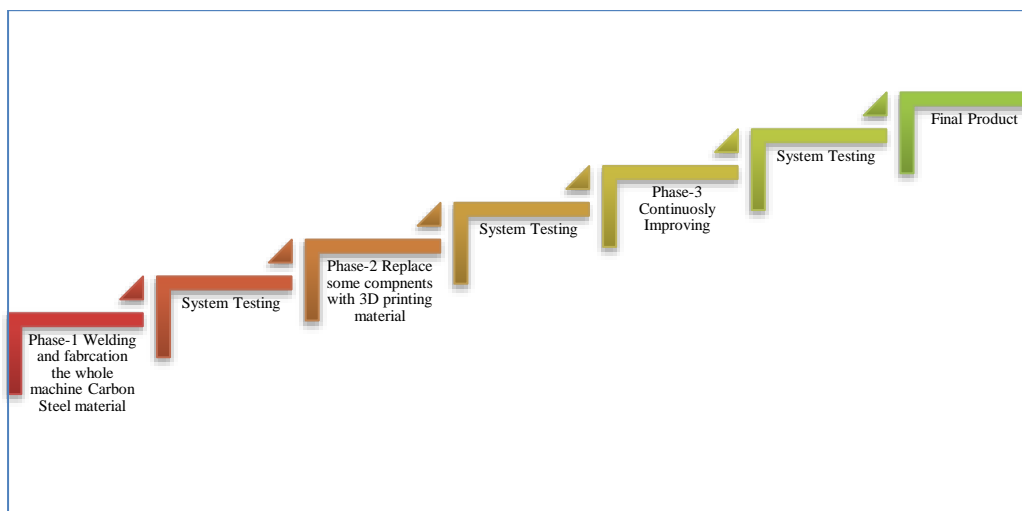 Phase-1 Welding
and fabrcation
the whole
machine Carbon
Steel material
System Testing
Phase-2 Replace
some compnents
with 3D printing
material
System Testing
Phase-3
Continuosly
Improving
System Testing
Final Product